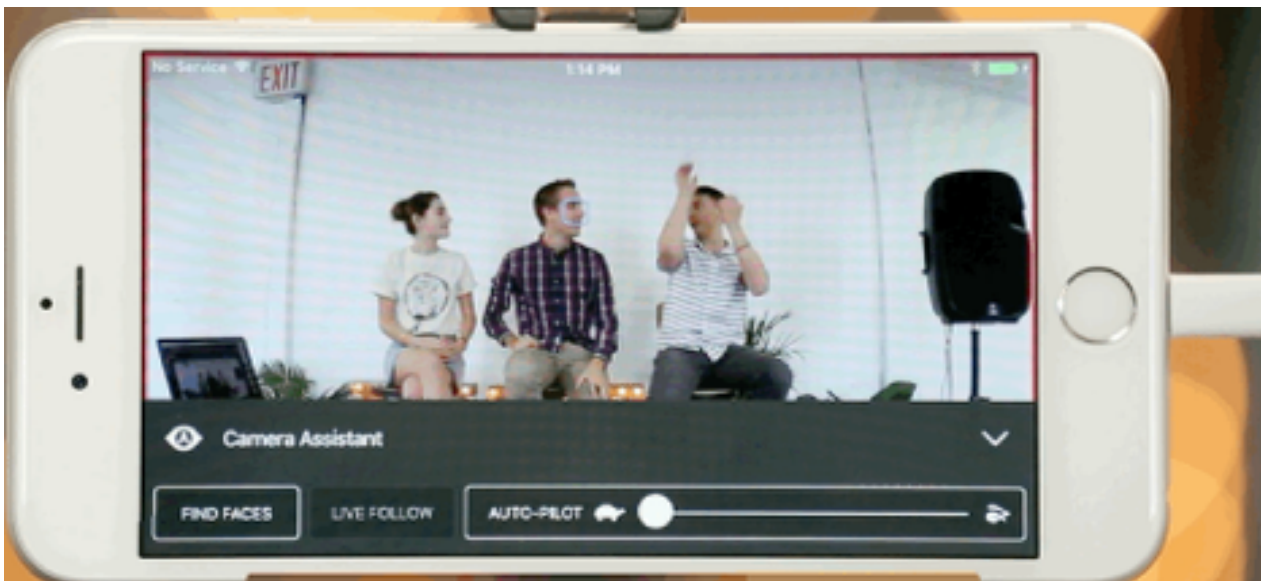 No Service 1:14 PM
EXIT
Camera Assistant
FIND FACES LIVE FOLLOW AUTO-PILOT